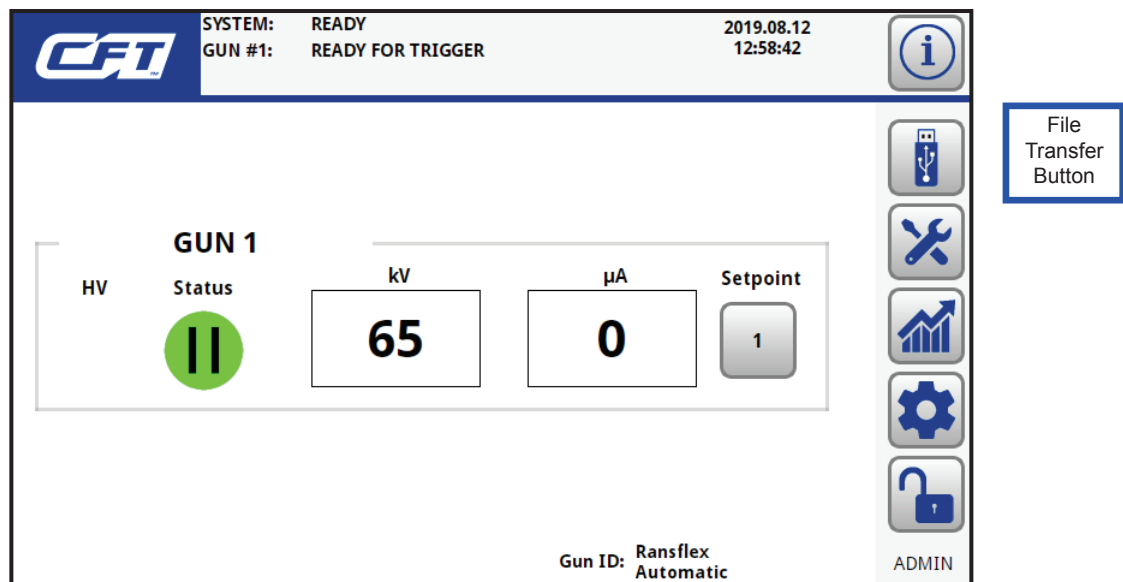 CFT
SYSTEM: READY
GUN #1: READY FOR TRIGGER
2019.08.12
12:58:42
i
File
Transfer
Button
GUN 1
HV Status kV µA Setpoint
65 0 1
Gun ID: Ransflex
Automatic
ADMIN